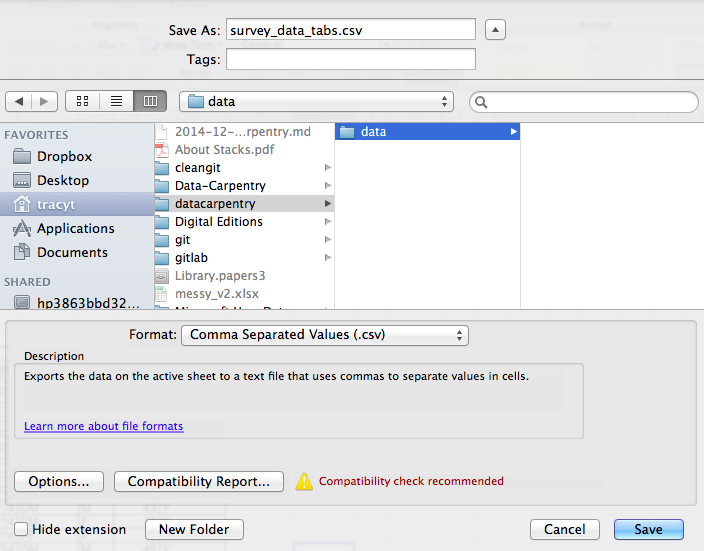 Save As: survey_data_tabs.csv
Tags:
data
FAVORITES
Dropbox
Desktop
tracyt
Applications
Documents
SHARED
hp3863bbd32...
2014-12-...rpentry.md
About Stacks.pdf
cleangit
Data-Carpentry
datacarpentry
Digital Editions
git
gitlab
Library.papers3
messy_v2.xlsx
data
Format: Comma Separated Values (.csv)
Description
Exports the data on the active sheet to a text file that uses commas to separate values in cells.
Learn more about file formats
Options... Compatibility Report... Compatibility check recommended
Hide extension New Folder Cancel Save